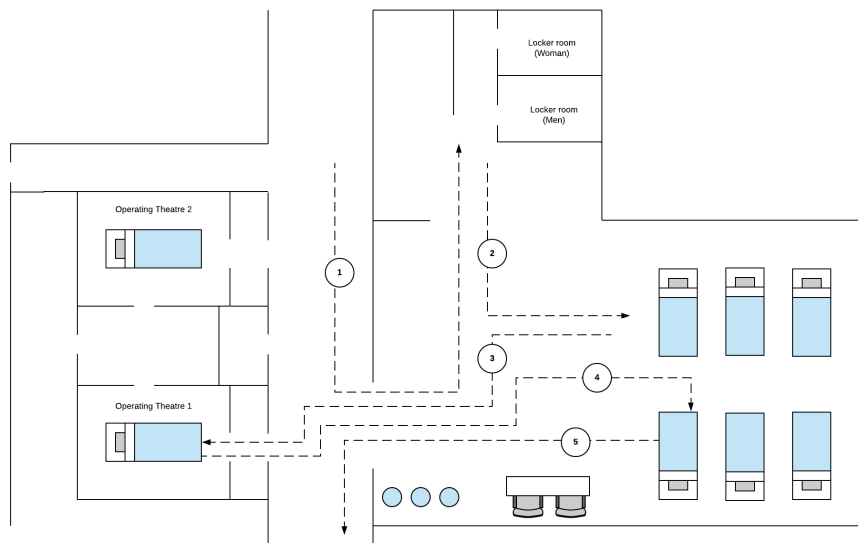 Locker room
(Woman)
Locker room
(Men)
Operating Theatre 2
1
2
3
4
Operating Theatre 1
5